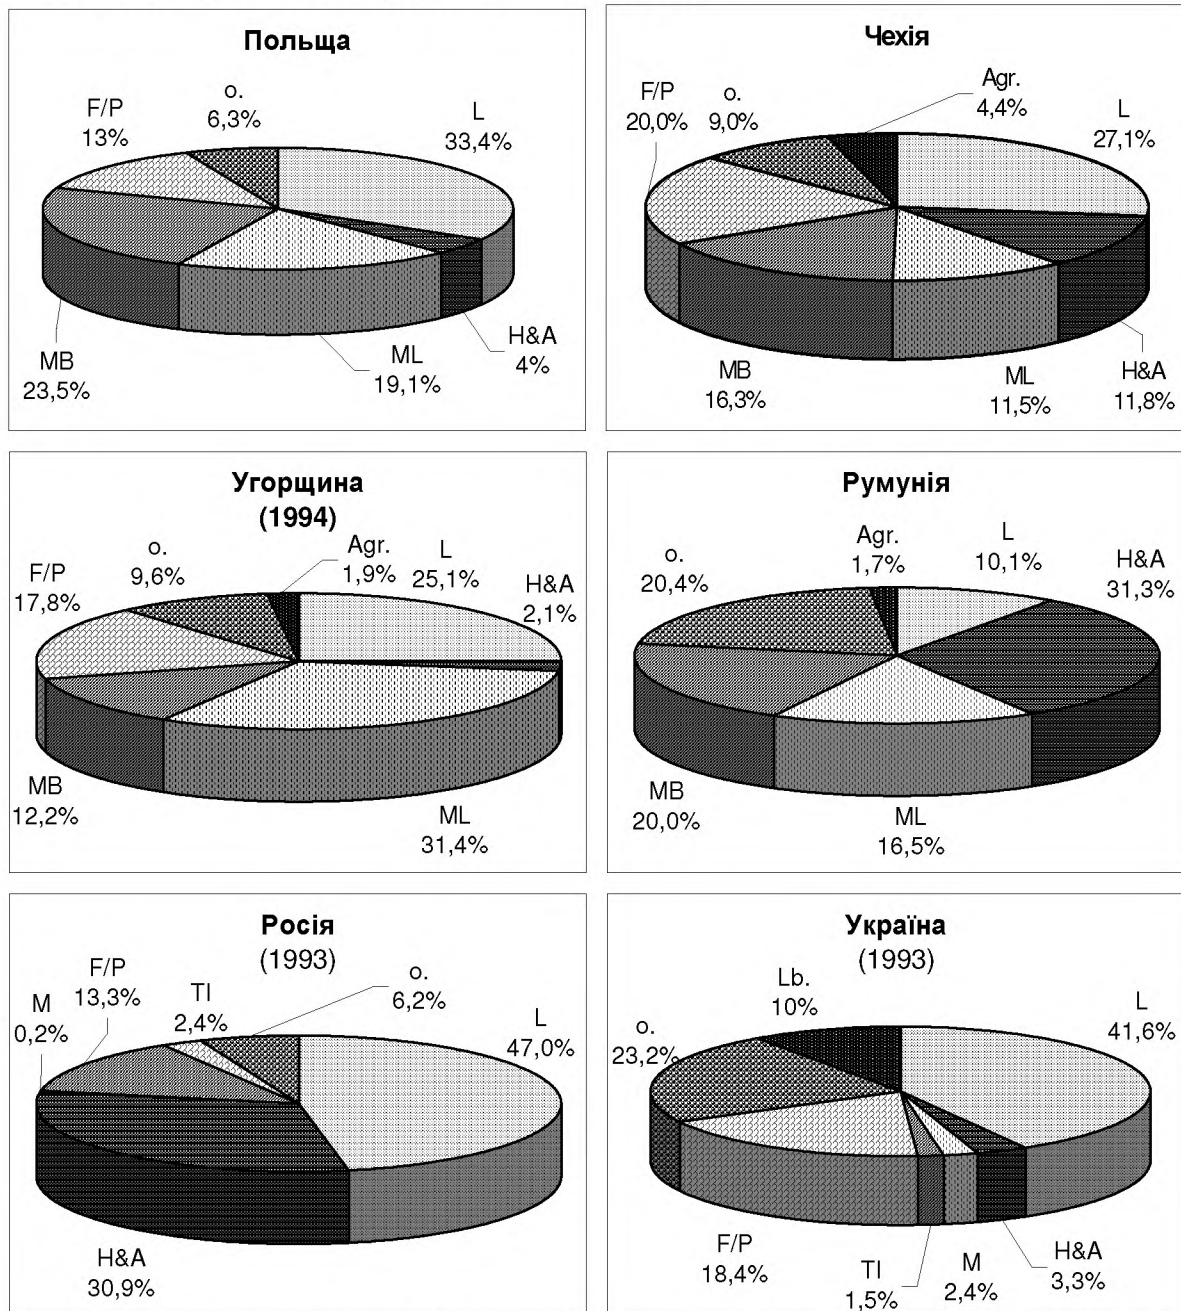 Польща
F/P
13%
o.
6,3%
L
33,4%
MB
23,5%
ML
19,1%
H&A
4%
Чехія
F/P
20,0%
o.
9,0%
Agr.
4,4%
L
27,1%
MB
16,3%
ML
11,5%
H&A
11,8%
Угорщина
(1994)
F/P
17,8%
o.
9,6%
Agr.
1,9%
L
25,1%
H&A
2,1%
MB
12,2%
ML
31,4%
Румунія
o.
20,4%
Agr.
1,7%
L
10,1%
H&A
31,3%
MB
20,0%
ML
16,5%
Росія
(1993)
M
0,2%
F/P
13,3%
TI
2,4%
o.
6,2%
L
47,0%
H&A
30,9%
Україна
(1993)
o.
23,2%
Lb.
10%
L
41,6%
F/P
18,4%
TI
1,5%
M
2,4%
H&A
3,3%